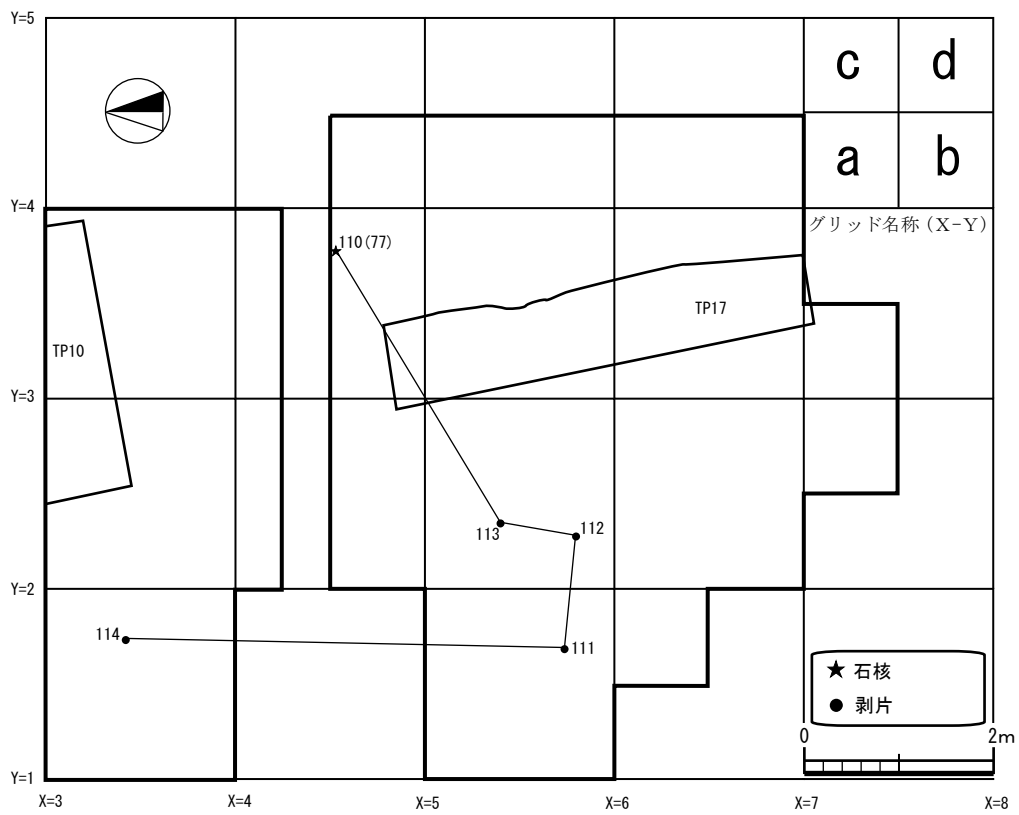 Y=5
c d
a b
Y=4
グリッド名称（X-Y）
110(77)
TP17
TP10
Y=3
113
112
Y=2
114
111
★ 石核
● 剥片
0 2m
Y=1
X=3 X=4 X=5 X=6 X=7 X=8